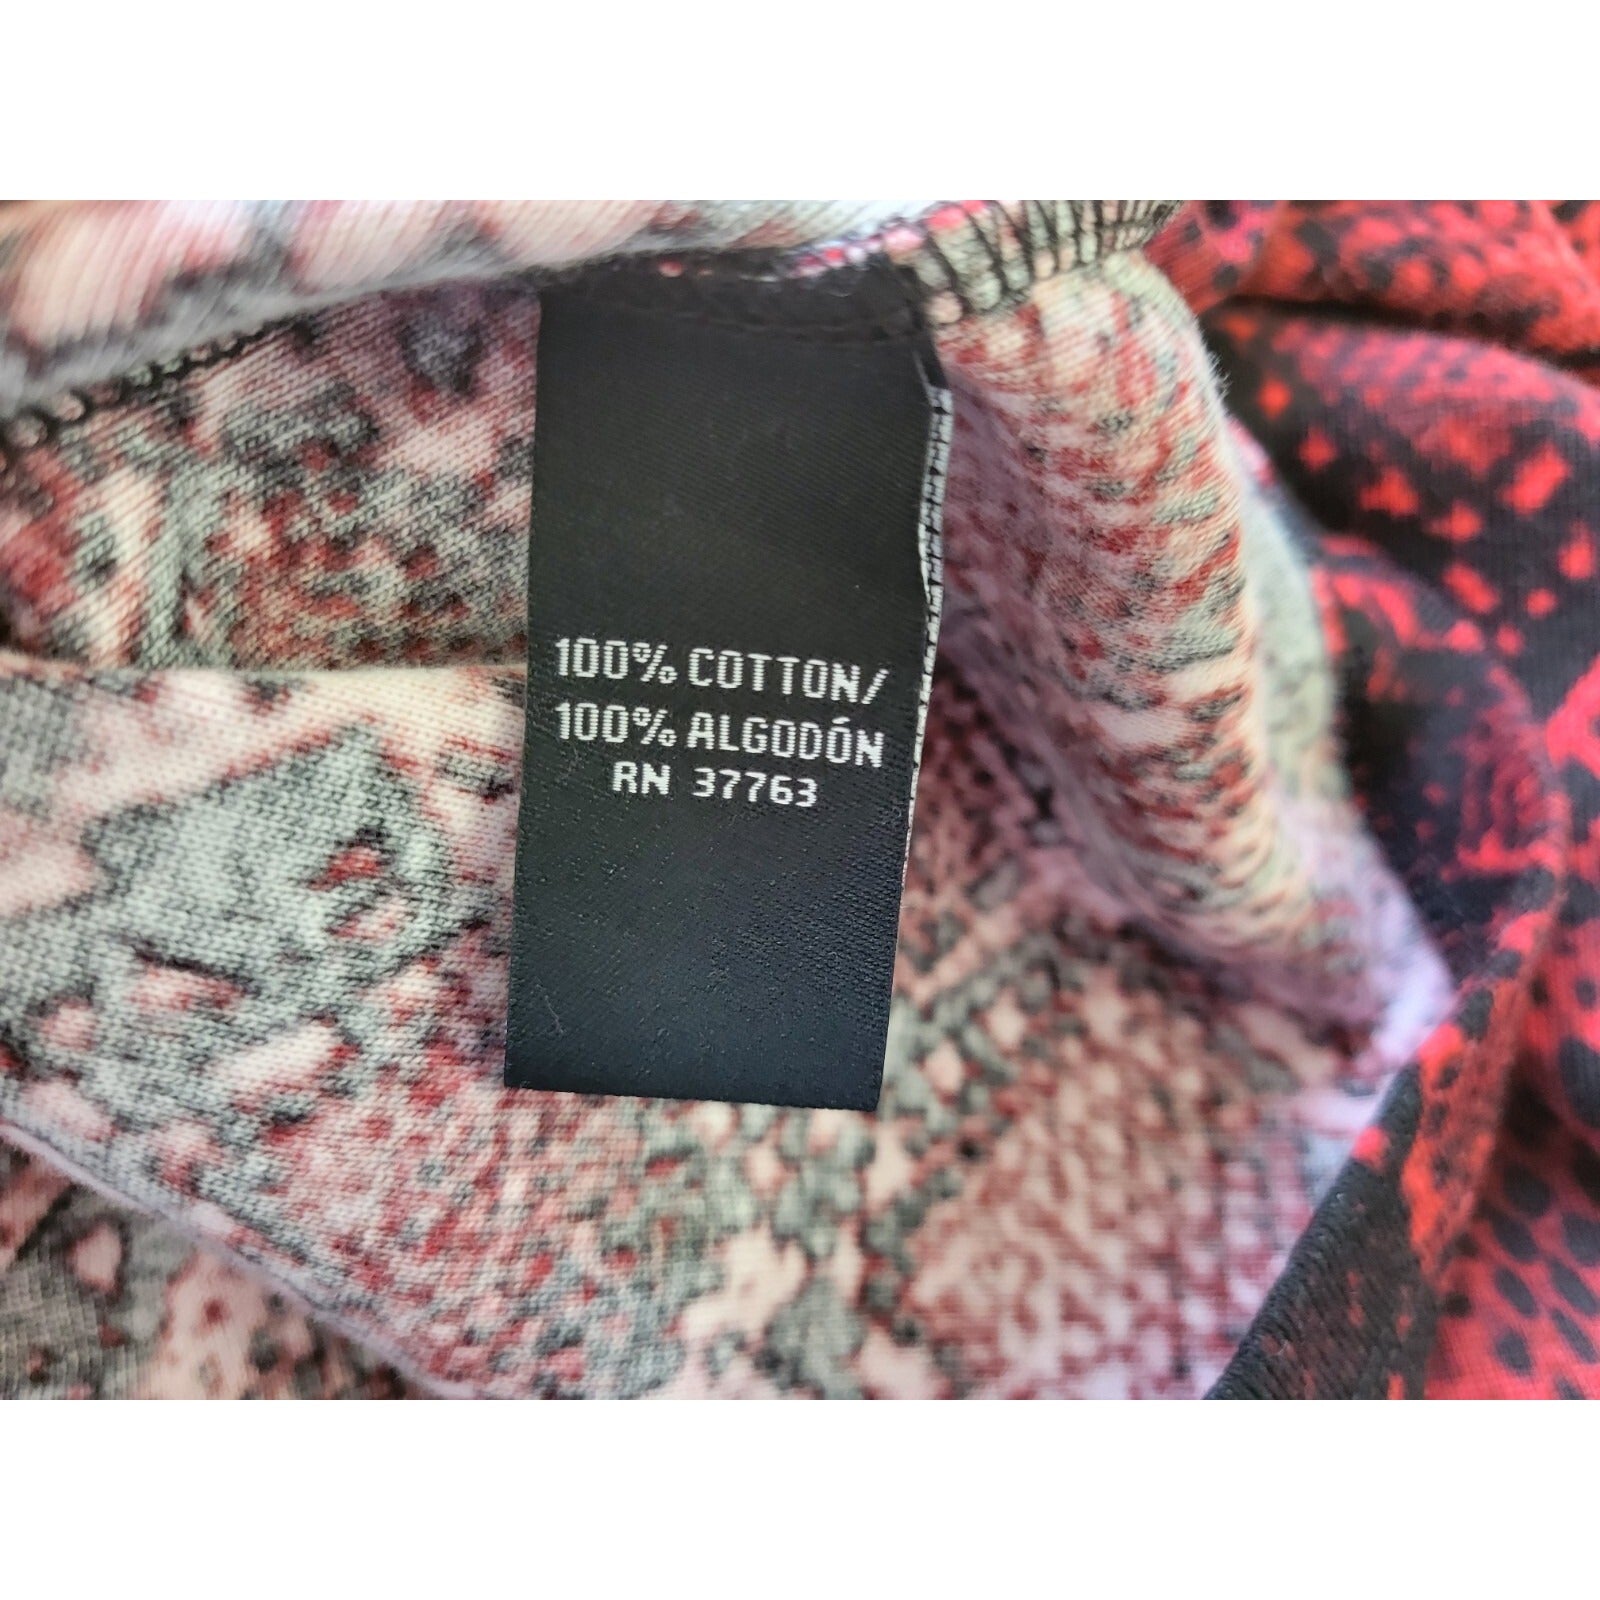 100% COTTON/
100% ALGODÓN
RN 37763